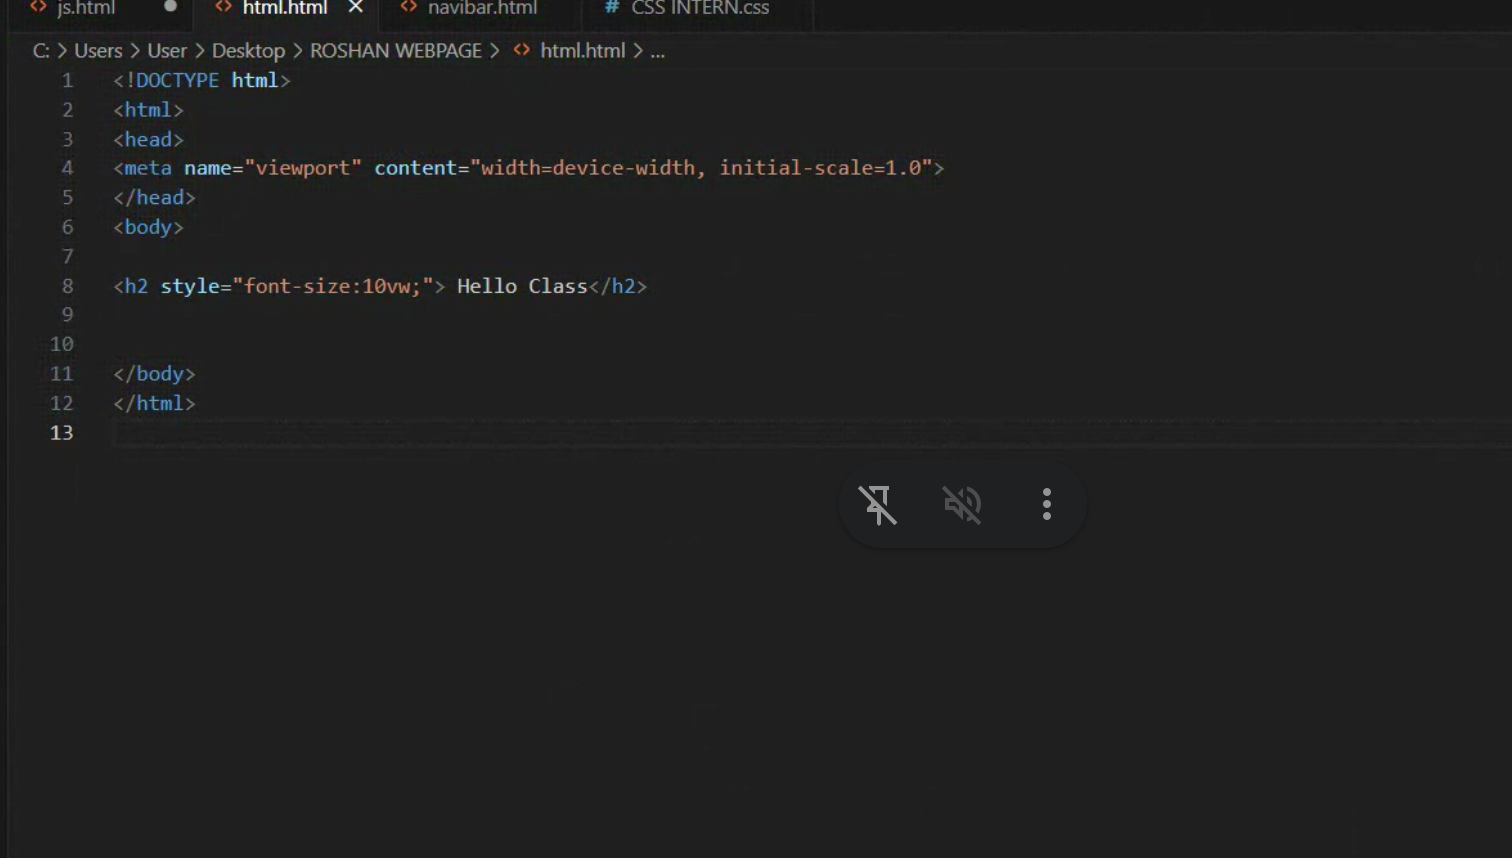 js.html html.html navibar.html # CSS INTERN.css
C: > Users > User > Desktop > ROSHAN WEBPAGE > <> html.html > ...
1 <!DOCTYPE html>
2 <html>
3 <head>
4 <meta name="viewport" content="width=device-width, initial-scale=1.0">
5 </head>
6 <body>
7
8 <h2 style="font-size:10vw;"> Hello Class</h2>
9
10
11 </body>
12 </html>
13